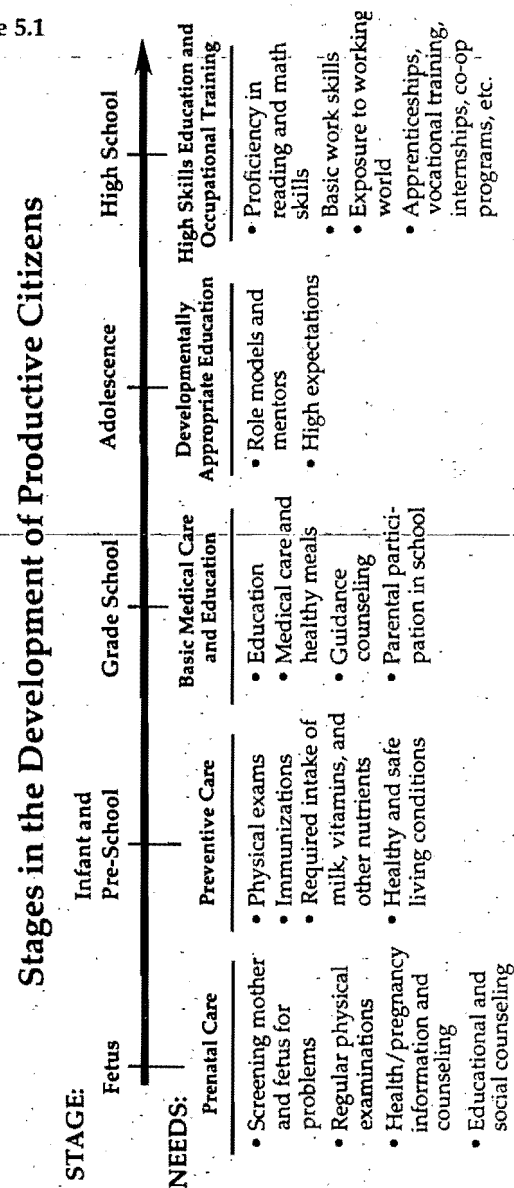 e 5.1
Stages in the Development of Productive Citizens
STAGE:
Fetus
Infant and
Pre-School
Grade School
Adolescence
High School
NEEDS:
Prenatal Care
• Screening mother
and fetus for
problems
• Regular physical
examinations
• Health/pregnancy
information and
counseling
• Educational and
social counseling
Preventive Care
• Physical exams
• Immunizations
• Required intake of
milk, vitamins, and
other nutrients
• Healthy and safe
living conditions
Basic Medical Care
and Education
• Education
• Medical care and
healthy meals
• Guidance
counseling
• Parental partici-
pation in school
Developmentally
Appropriate Education
• Role models and
mentors
• High expectations
High Skills Education and
Occupational Training
• Proficiency in
reading and math
skills
• Basic work skills
• Exposure to working
world
• Apprenticeships,
vocational training,
internships, co-op
programs, etc.